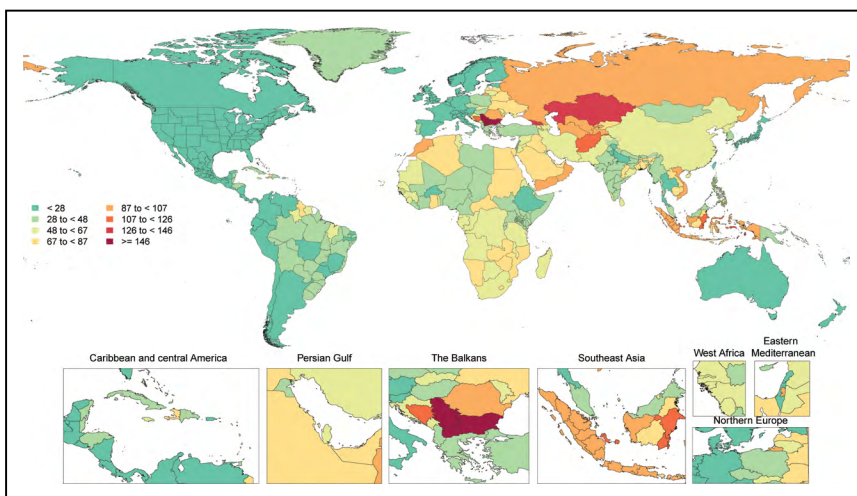 < 28
28 to < 48
48 to < 67
67 to < 87
87 to < 107
107 to < 126
126 to < 146
>= 146
Caribbean and central America
Persian Gulf
The Balkans
Southeast Asia
West Africa
Eastern
Mediterranean
Northern Europe